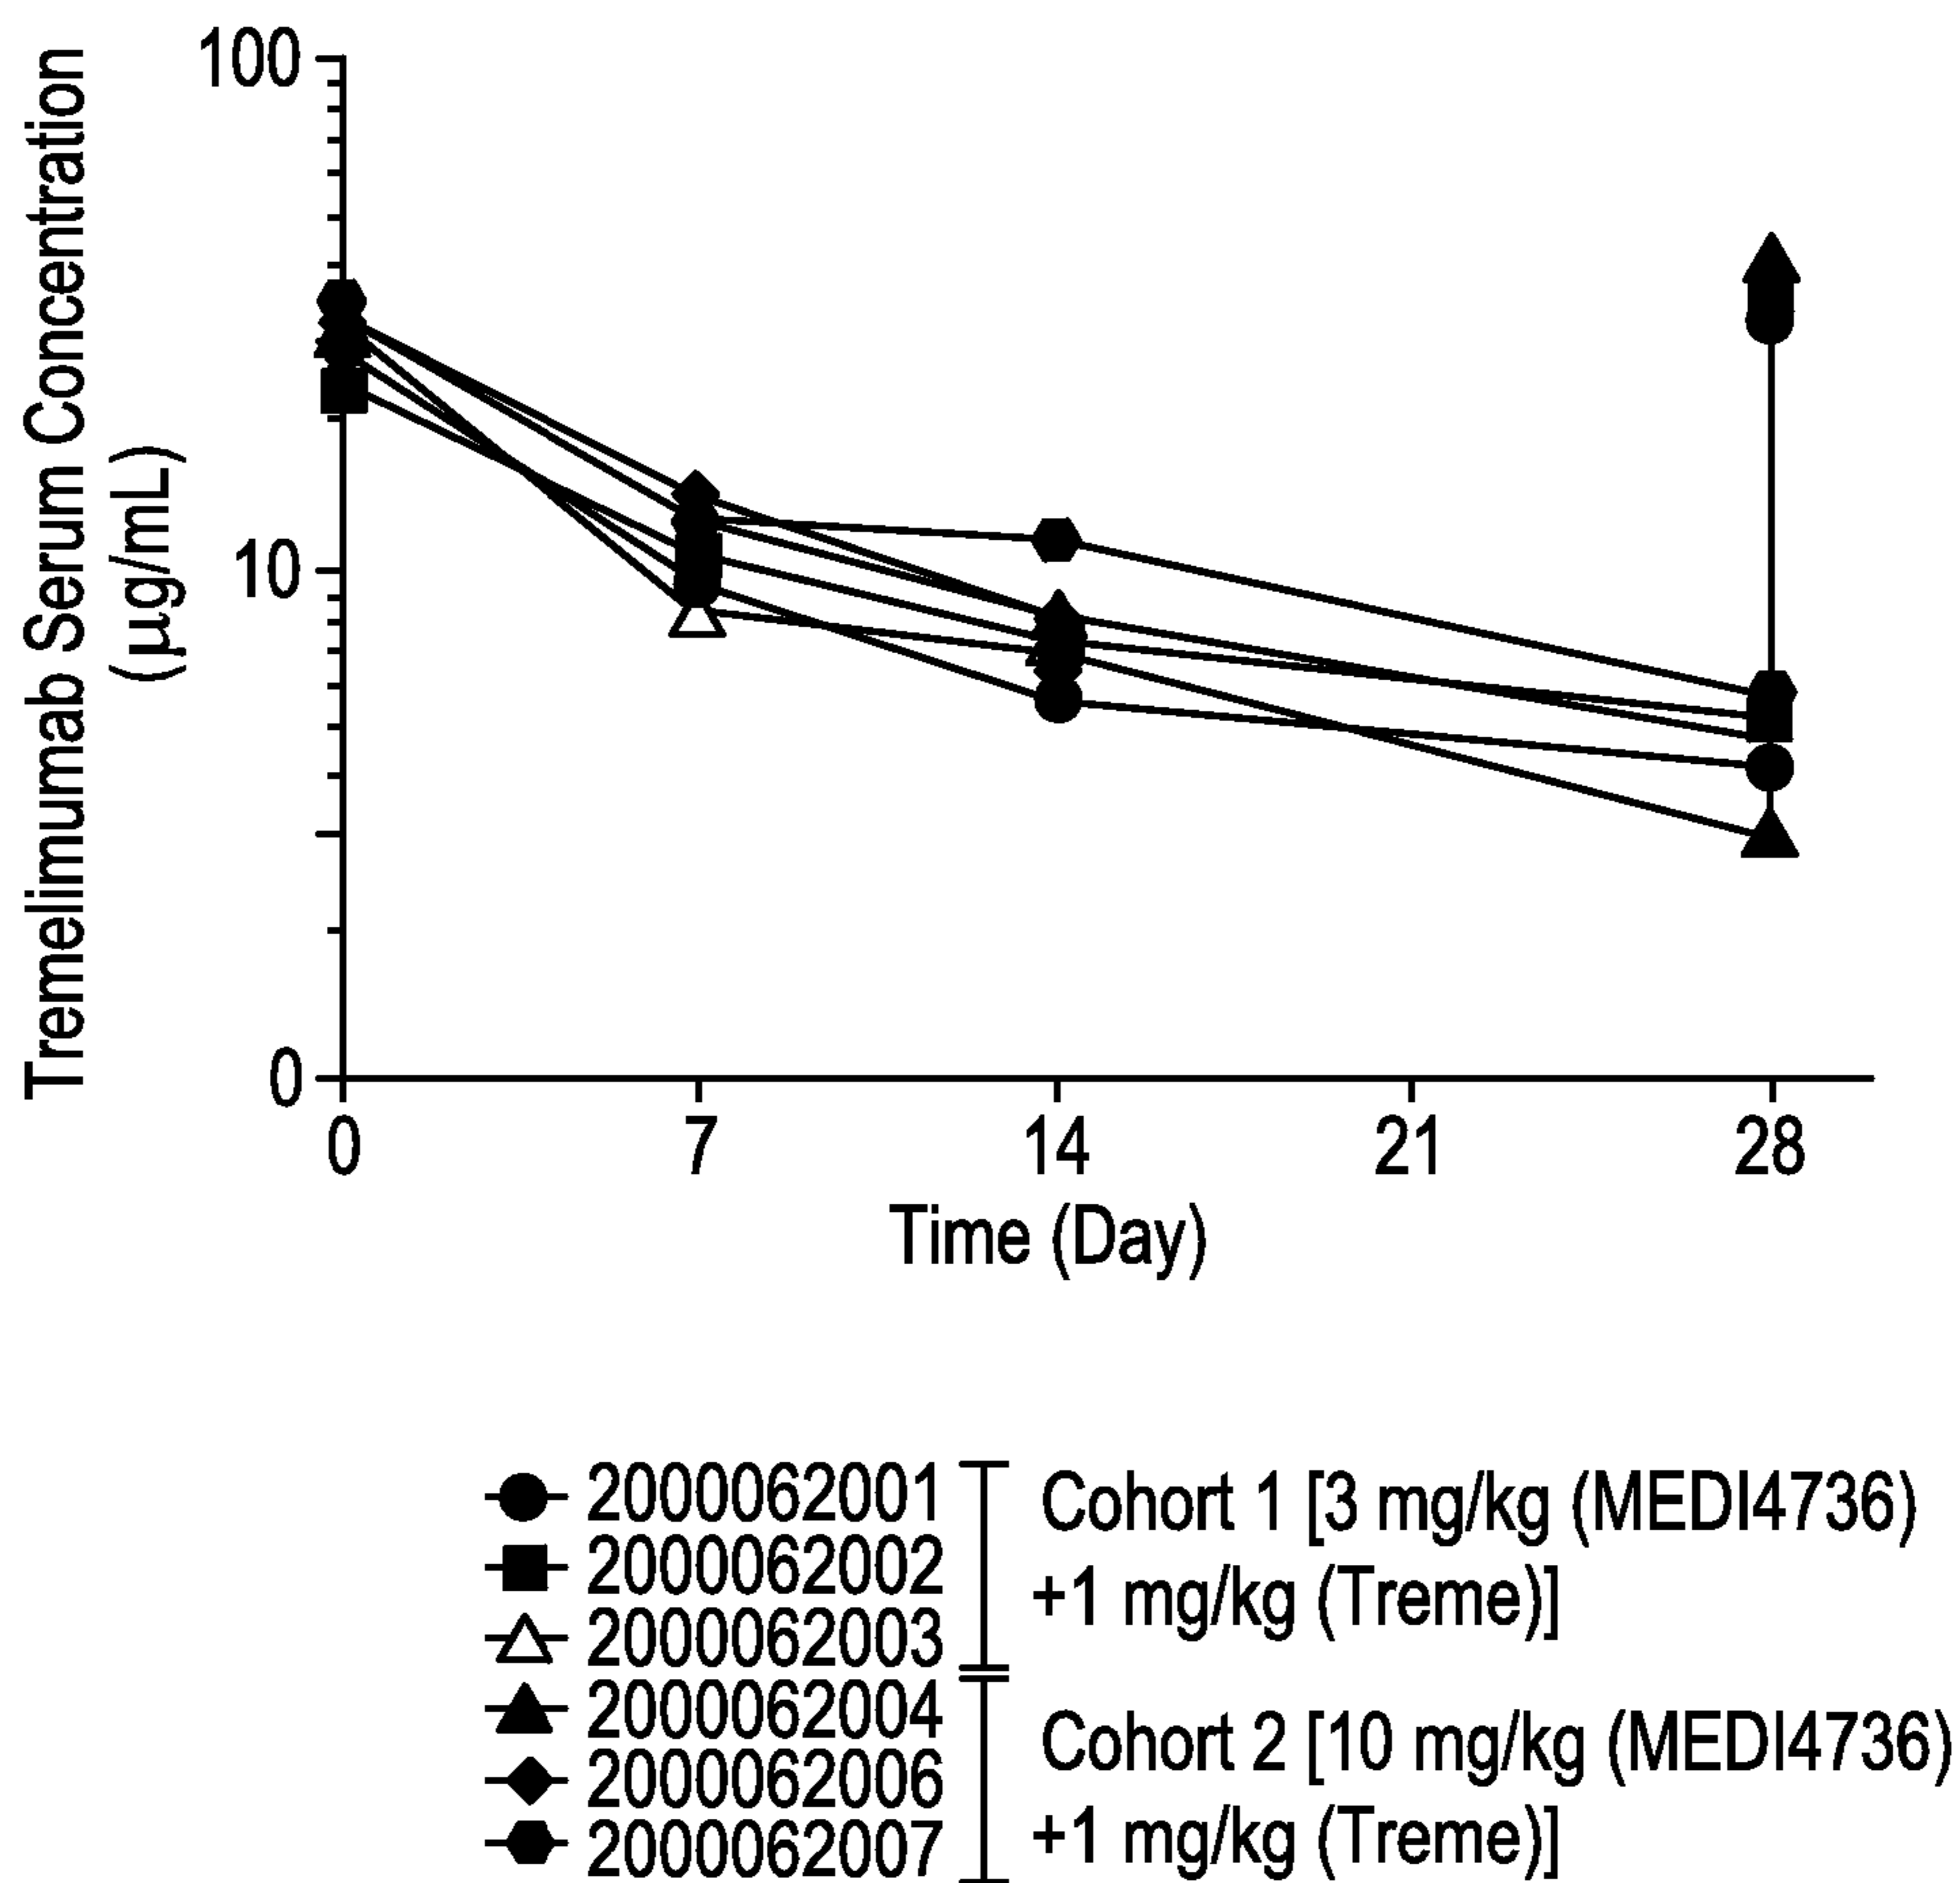 Tremelimumab Serum Concentration
(µg/mL)
100
10
0
0 7 14 21 28
Time (Day)
2000062001
2000062002
2000062003
Cohort 1 [3 mg/kg (MEDI4736)
+1 mg/kg (Treme)]
2000062004
2000062006
2000062007
Cohort 2 [10 mg/kg (MEDI4736)
+1 mg/kg (Treme)]